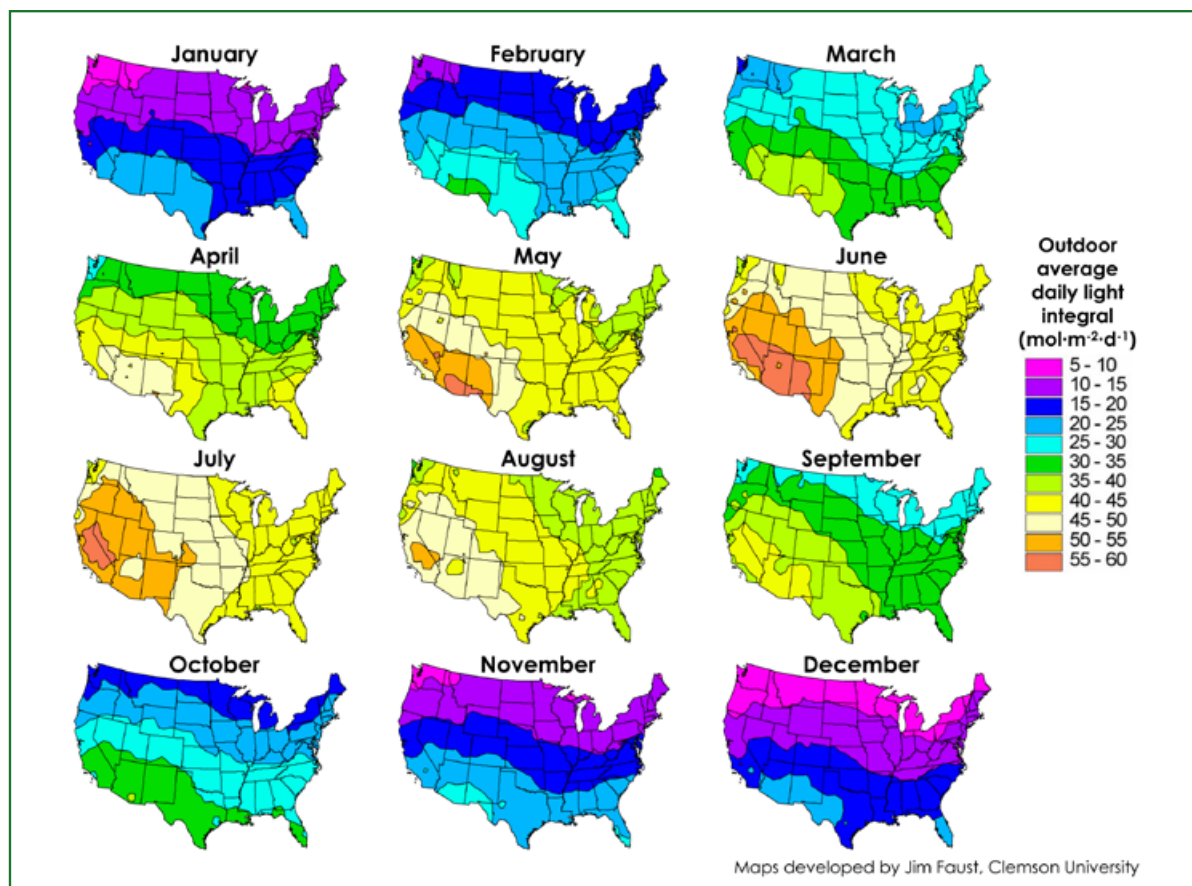 January
February
March
April
May
June
Outdoor
average
daily light
integral
(mol·m-2·d-1)
5 - 10
10 - 15
15 - 20
20 - 25
25 - 30
30 - 35
35 - 40
40 - 45
45 - 50
50 - 55
55 - 60
July
August
September
October
November
December
Maps developed by Jim Faust, Clemson University